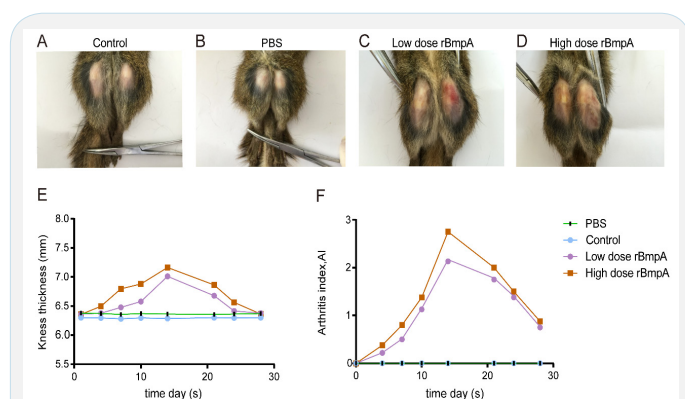 A Control
B PBS
C Low dose rBmpA
D High dose rBmpA
E
Kness thickness (mm)
8.0
7.5
7.0
6.5
6.0
5.5
0
10
20
30
time day (s)
F
Arthritis index,AI
3
2
1
0
0
10
20
30
time day (s)
PBS
Control
Low dose rBmpA
High dose rBmpA